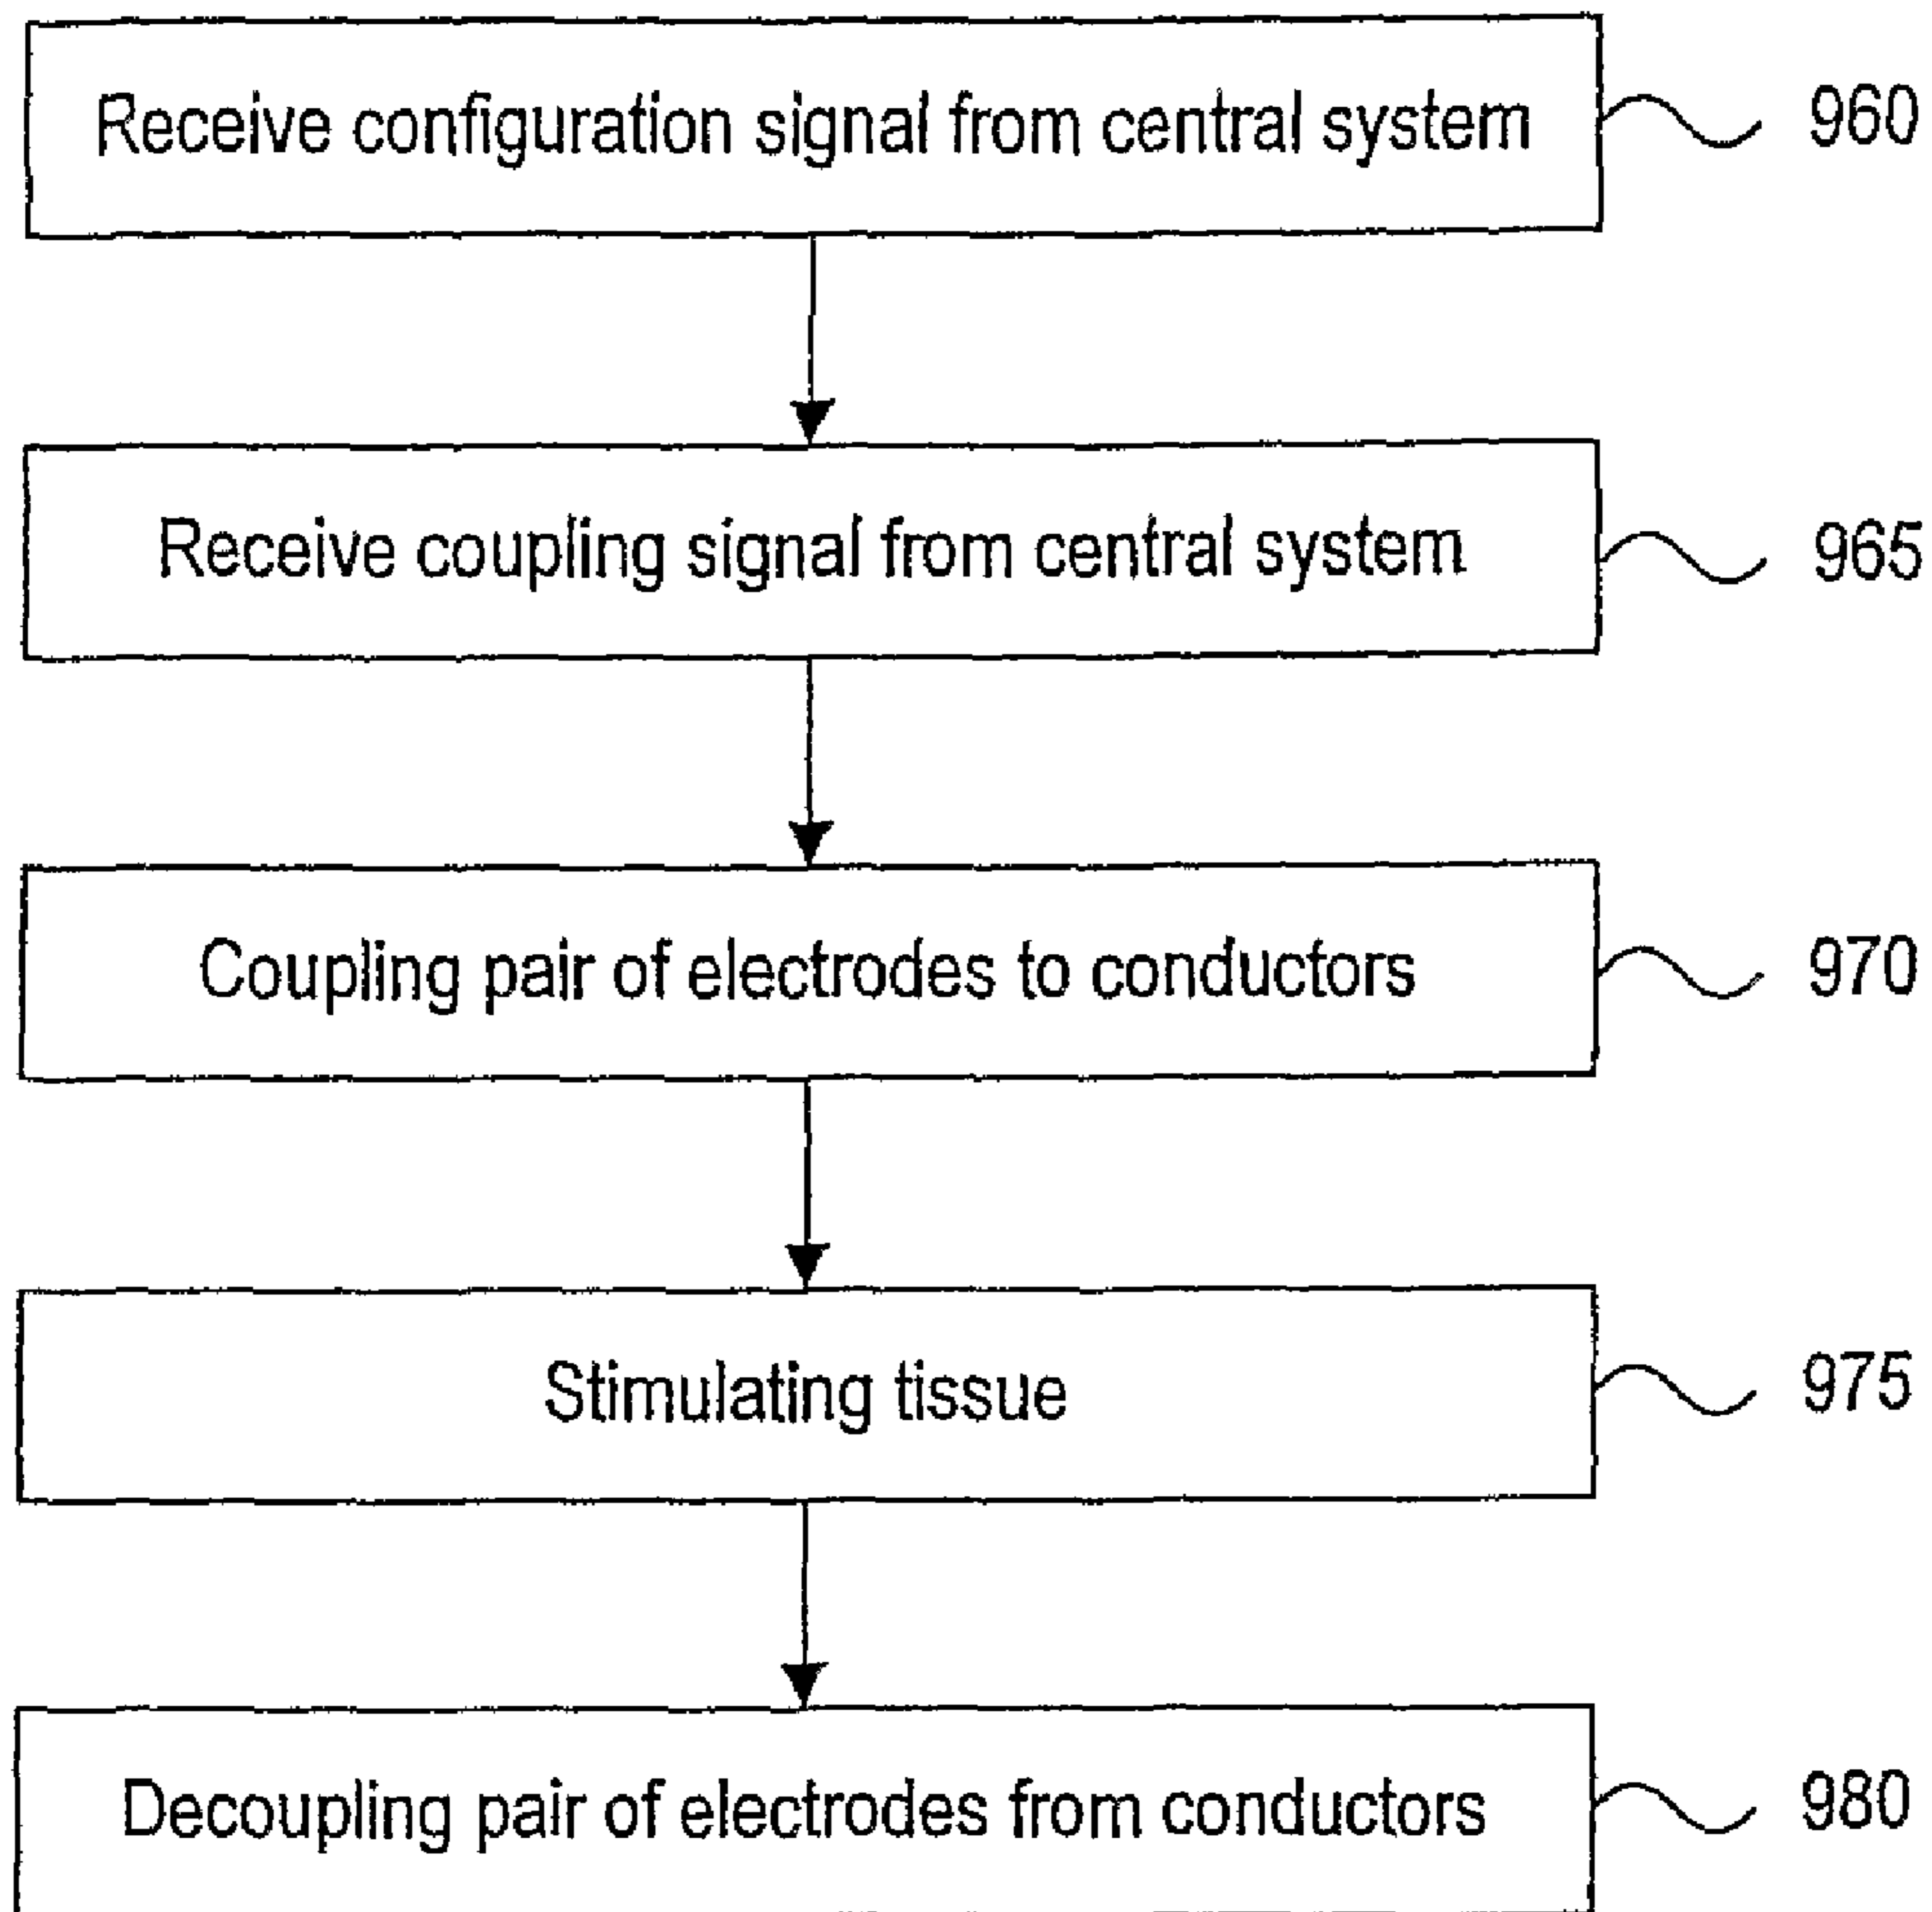 Receive configuration signal from central system 960
Receive coupling signal from central system 965
Coupling pair of electrodes to conductors 970
Stimulating tissue 975
Decoupling pair of electrodes from conductors 980